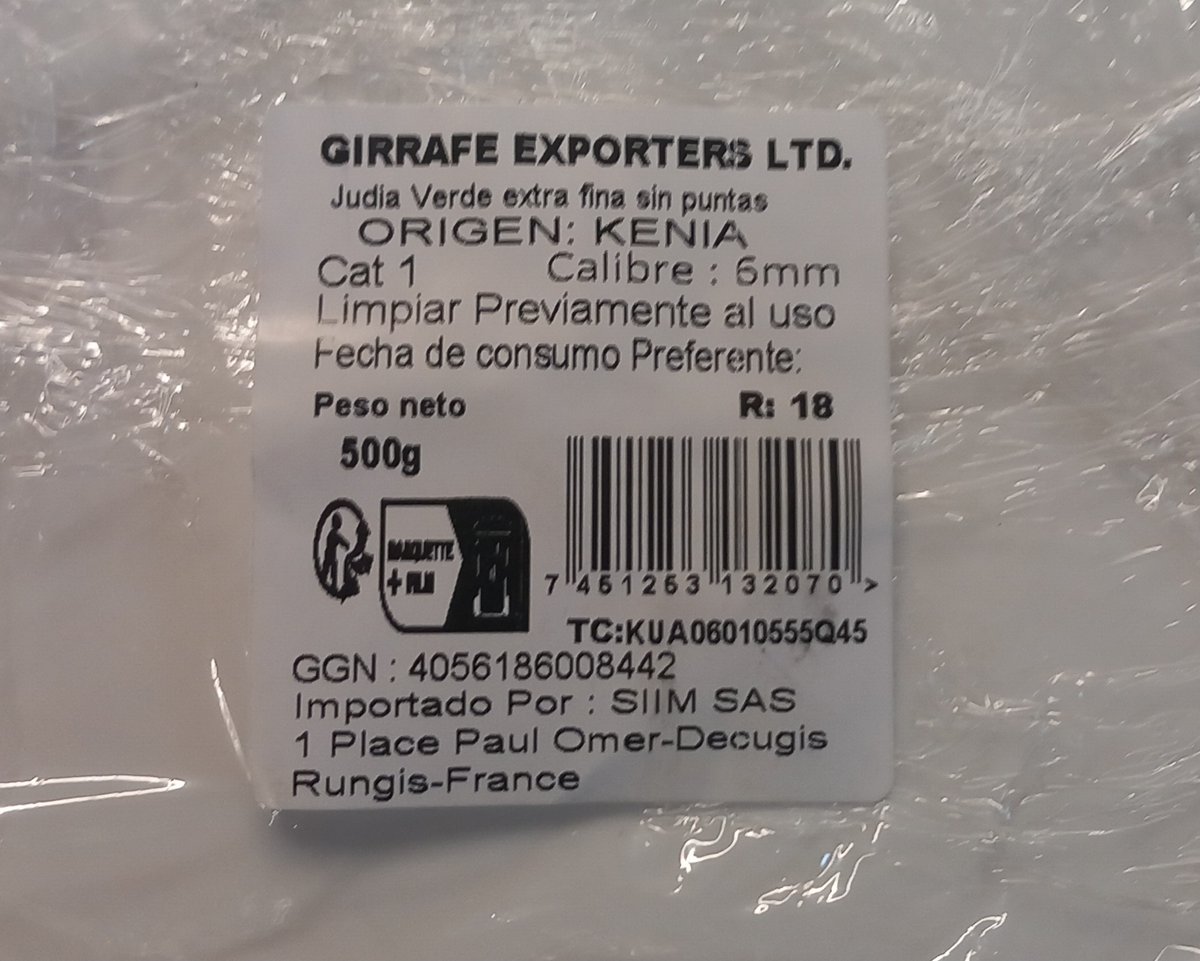 GIRRAFE EXPORTERS LTD.
Judia Verde extra fina sin puntas
ORIGEN: KENIA
Cat 1 Calibre : 6mm
Limpiar Previamente al uso
Fecha de consumo Preferente:
Peso neto R: 18
500g
BARQUETTE
+ FILM
7 451263 132070 >
TC:KUA06010555Q45
GGN : 4056186008442
Importado Por : SIIM SAS
1 Place Paul Omer-Decugis
Rungis-France